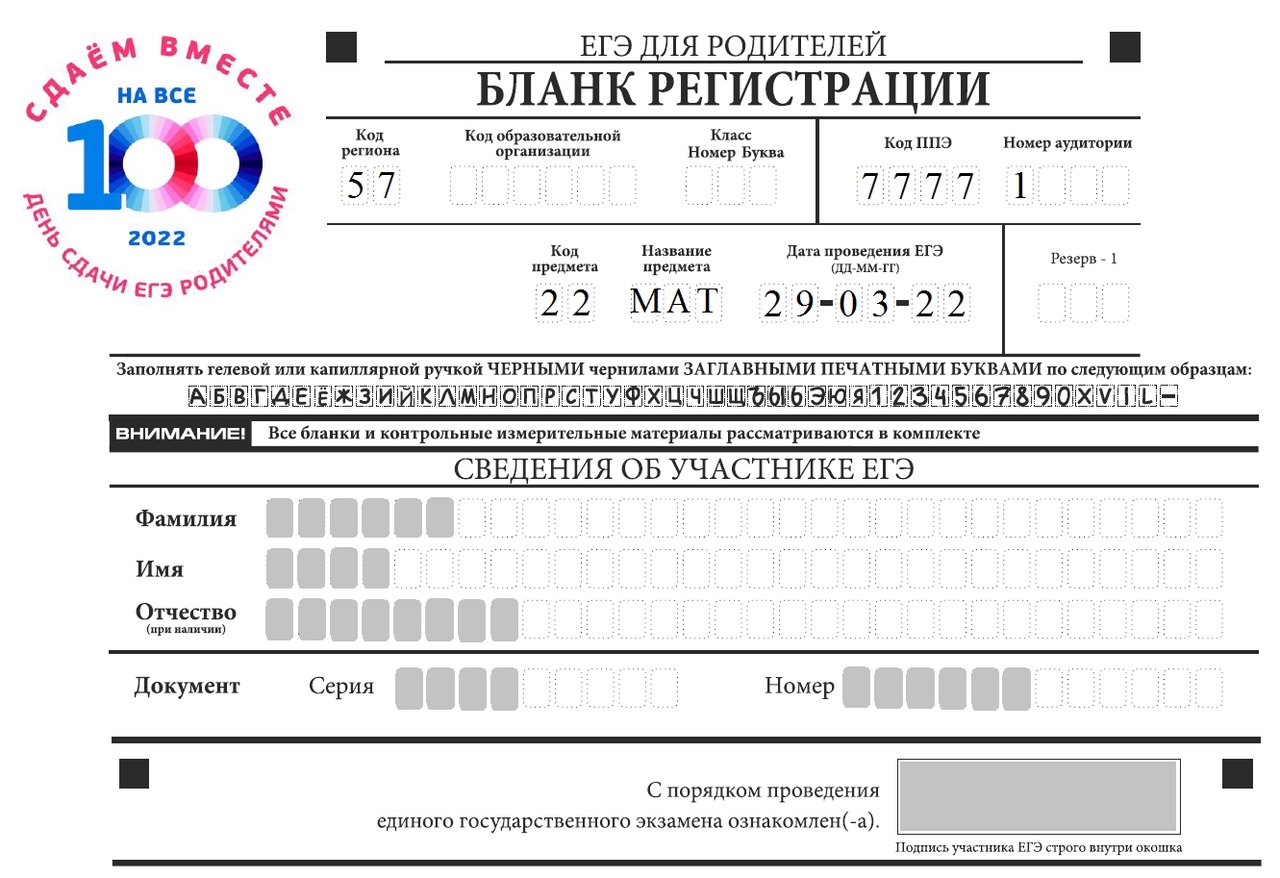 СДАЁМ ВМЕСТЕ
НА ВСЕ
100
2022
ДЕНЬ СДАЧИ ЕГЭ РОДИТЕЛЯМИ
ЕГЭ ДЛЯ РОДИТЕЛЕЙ
БЛАНК РЕГИСТРАЦИИ
Код региона
57
Код образовательной организации
Класс
Номер Буква
Код ППЭ
7777
Номер аудитории
1
Код предмета
22
Название предмета
МАТ
Дата проведения ЕГЭ
(ДД-ММ-ГГ)
29-03-22
Резерв - 1
Заполнять гелевой или капиллярной ручкой ЧЕРНЫМИ чернилами ЗАГЛАВНЫМИ ПЕЧАТНЫМИ БУКВАМИ по следующим образцам:
АБВГДЕЁЖЗИЙКЛМНОПРСТУФХЦЧШЩЪЫЬЭЮЯ1234567890XVIL-
ВНИМАНИЕ! Все бланки и контрольные измерительные материалы рассматриваются в комплекте
СВЕДЕНИЯ ОБ УЧАСТНИКЕ ЕГЭ
Фамилия
Имя
Отчество
(при наличии)
Документ Серия Номер
С порядком проведения
единого государственного экзамена ознакомлен(-а).
Подпись участника ЕГЭ строго внутри окошка